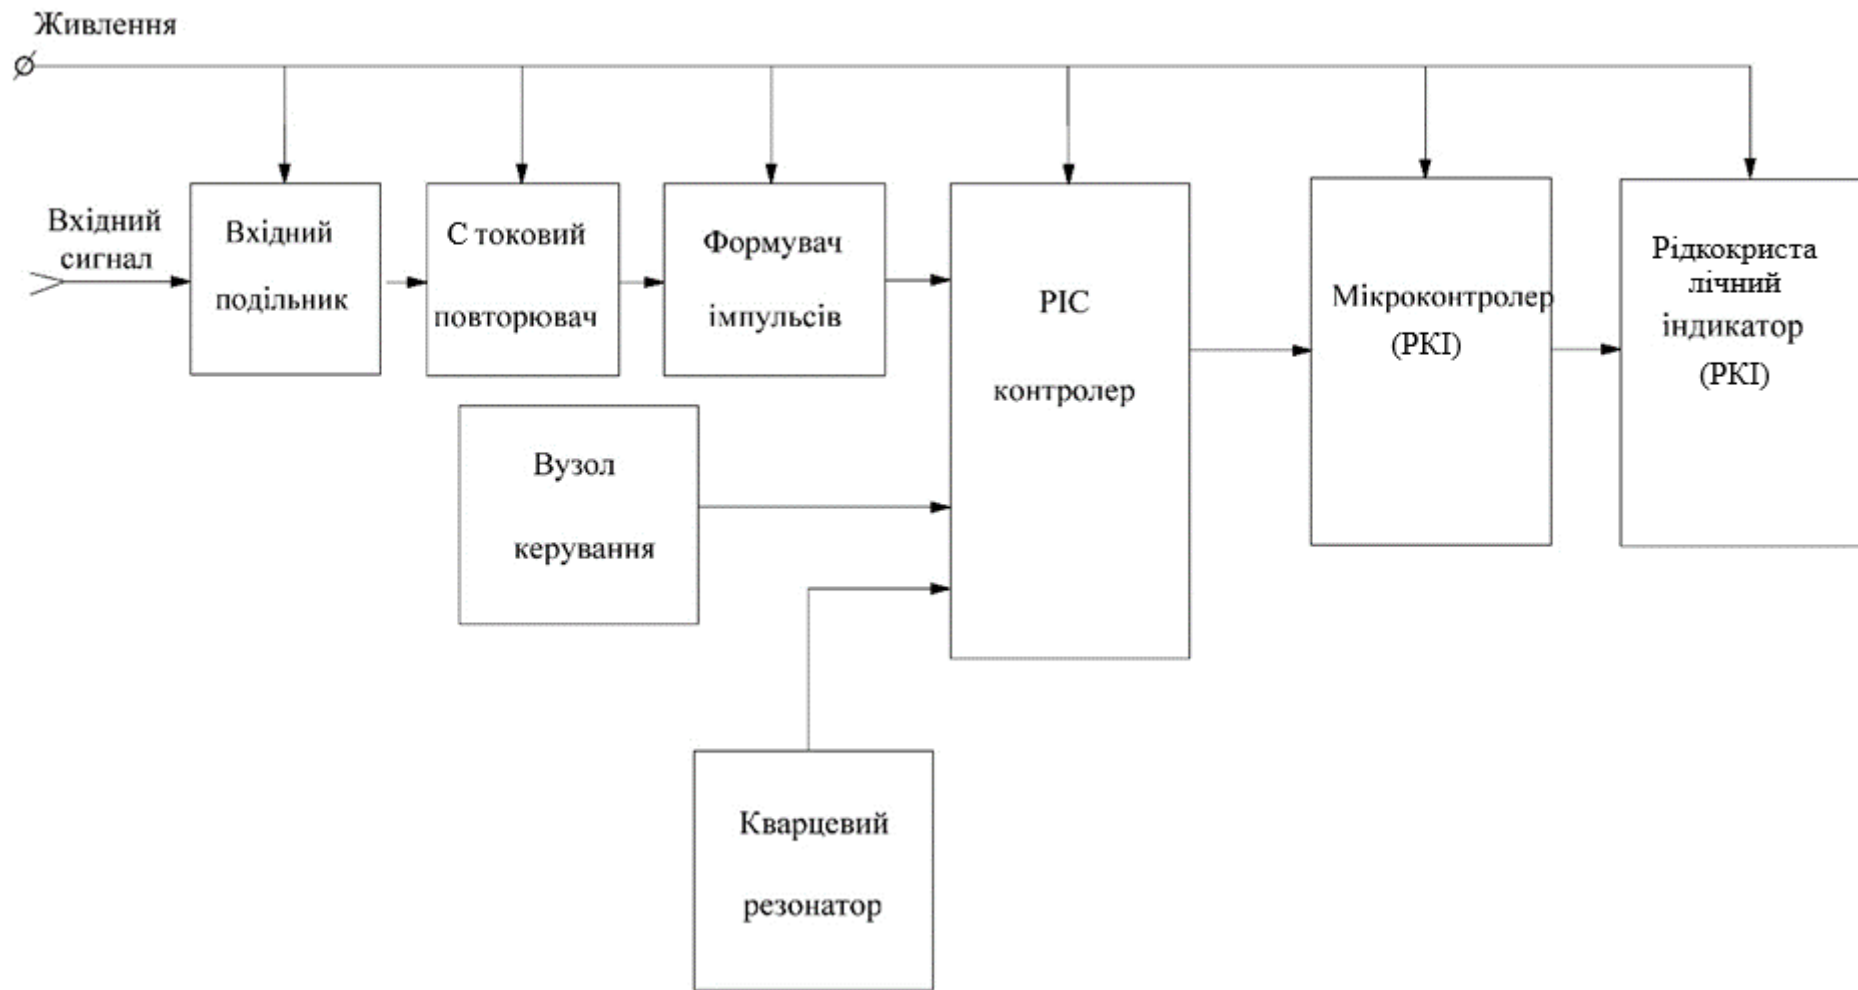 Живлення
Вхідний
сигнал
Вхідний
подільник
С токовий
повторювач
Формувач
імпульсів
РІС
контролер
Мікроконтролер
(РКІ)
Рідкокриста
лічний
індикатор
(РКІ)
Вузол
керування
Кварцевий
резонатор